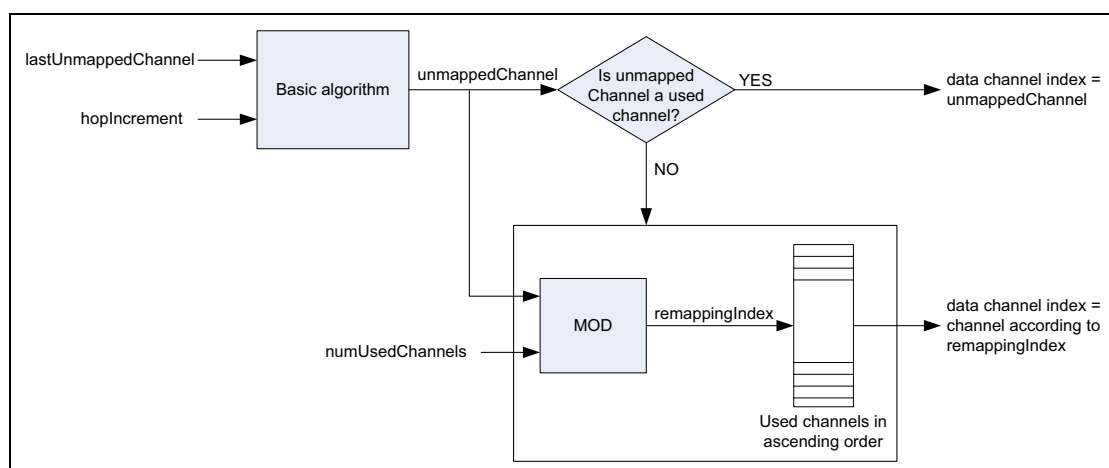 lastUnmappedChannel
hopIncrement
Basic algorithm
unmappedChannel
Is unmapped
Channel a used
channel?
YES
data channel index =
unmappedChannel
NO
numUsedChannels
MOD
remappingIndex
data channel index =
channel according to
remappingIndex
Used channels in
ascending order